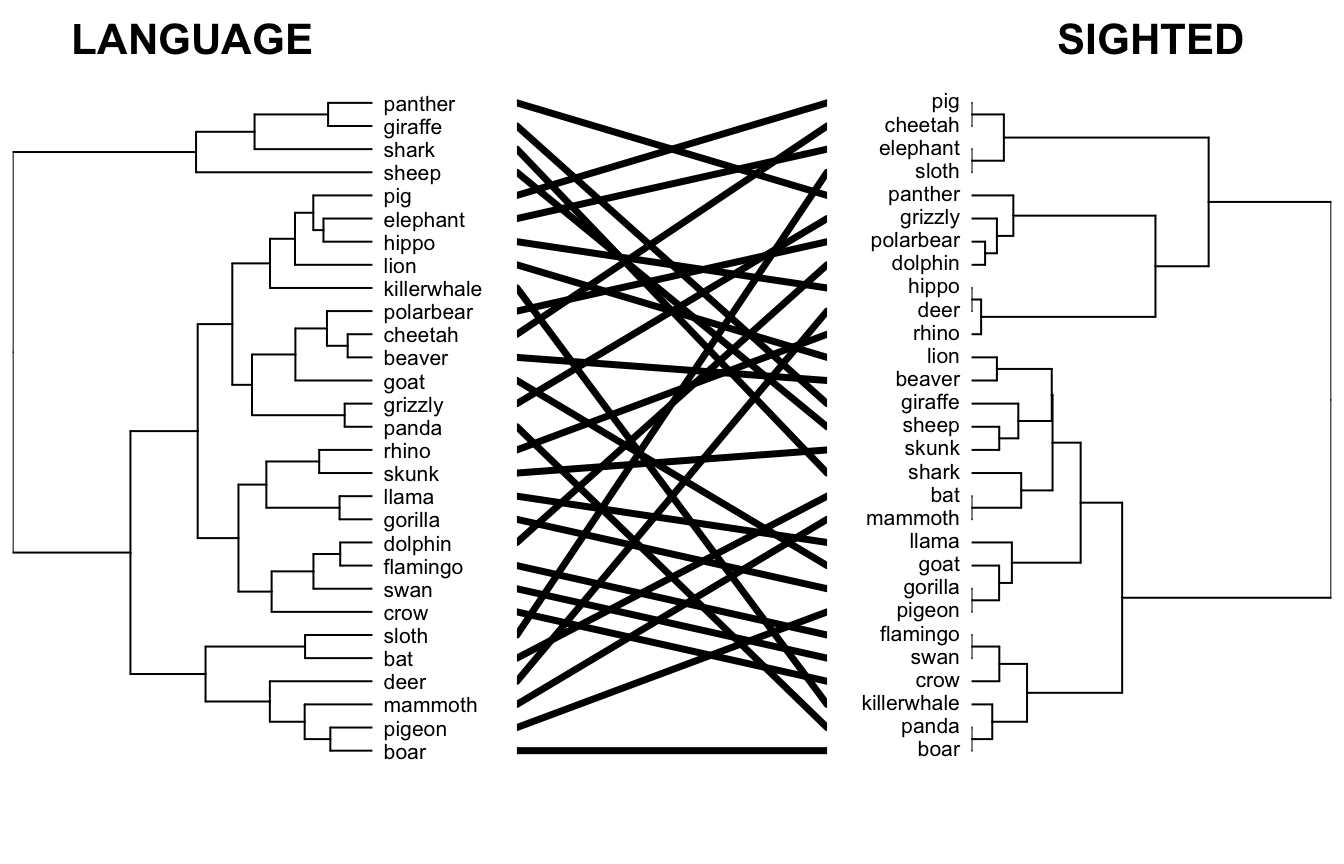 LANGUAGE
SIGHTED
panther
giraffe
shark
sheep
pig
elephant
hippo
lion
killerwhale
polarbear
cheetah
beaver
goat
grizzly
panda
rhino
skunk
llama
gorilla
dolphin
flamingo
swan
crow
sloth
bat
deer
mammoth
pigeon
boar
pig
cheetah
elephant
sloth
panther
grizzly
polarbear
dolphin
hippo
deer
rhino
lion
beaver
giraffe
sheep
skunk
shark
bat
mammoth
llama
goat
gorilla
pigeon
flamingo
swan
crow
killerwhale
panda
boar